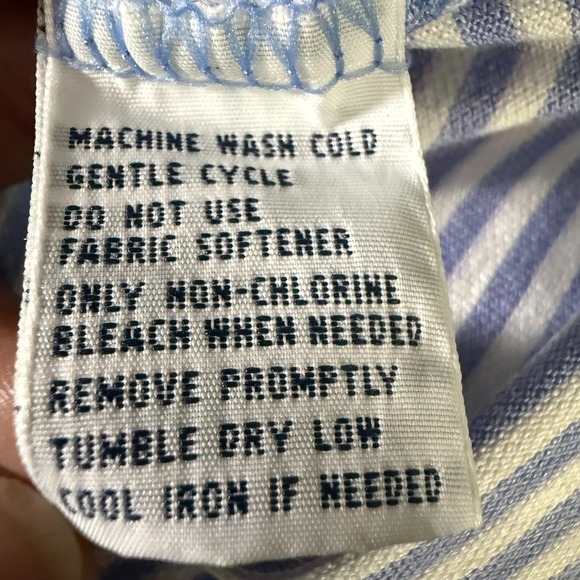 MACHINE WASH COLD
GENTLE CYCLE
DO NOT USE
FABRIC SOFTENER
ONLY NON-CHLORINE
BLEACH WHEN NEEDED
REMOVE PROMPTLY
TUMBLE DRY LOW
COOL IRON IF NEEDED